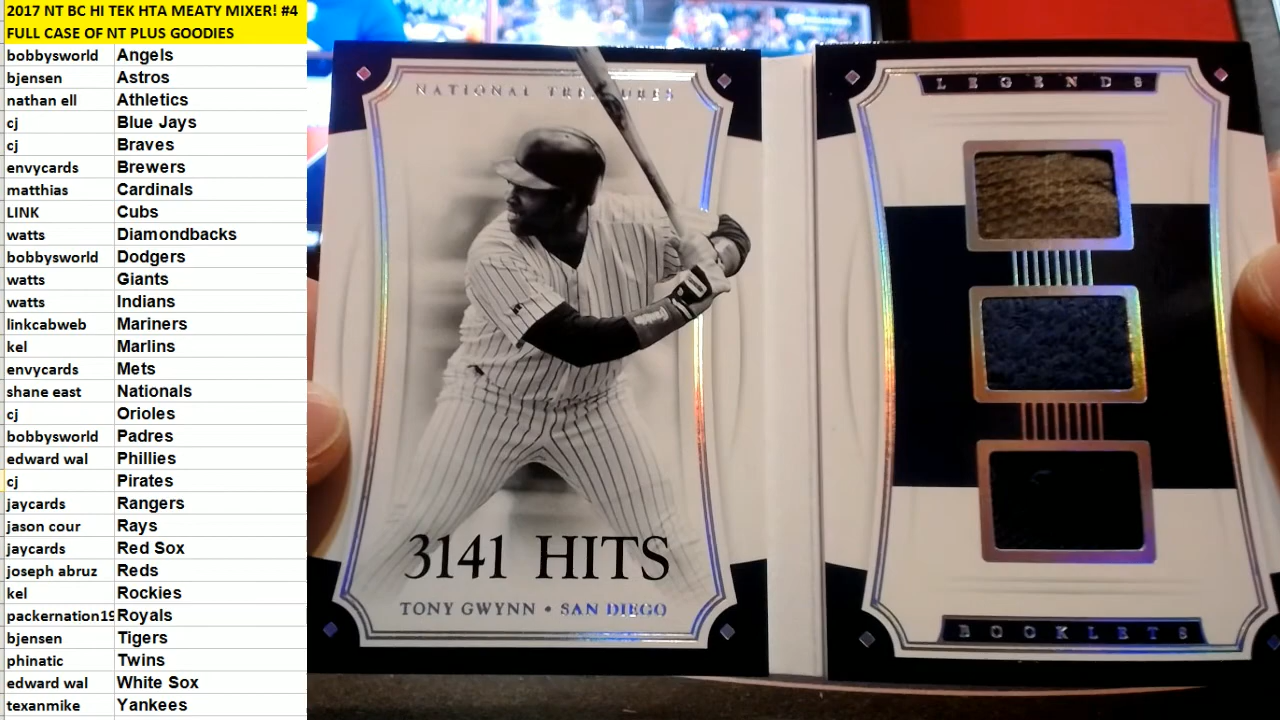 2017 NT BC HI TEK HTA MEATY MIXER! #4
FULL CASE OF NT PLUS GOODIES
bobbysworld Angels
bjensen Astros
nathan ell Athletics
cj Blue Jays
cj Braves
envycards Brewers
matthias Cardinals
LINK Cubs
watts Diamondbacks
bobbysworld Dodgers
watts Giants
watts Indians
linkcabweb Mariners
kel Marlins
envycards Mets
shane east Nationals
cj Orioles
bobbysworld Padres
edward wal Phillies
cj Pirates
jaycards Rangers
jason cour Rays
jaycards Red Sox
joseph abruz Reds
kel Rockies
packernation19 Royals
bjensen Tigers
phinatic Twins
edward wal White Sox
texanmike Yankees
NATIONAL TREASURES
3141 HITS
TONY GWYNN • SAN DIEGO
LEGENDS
BOOKLETS